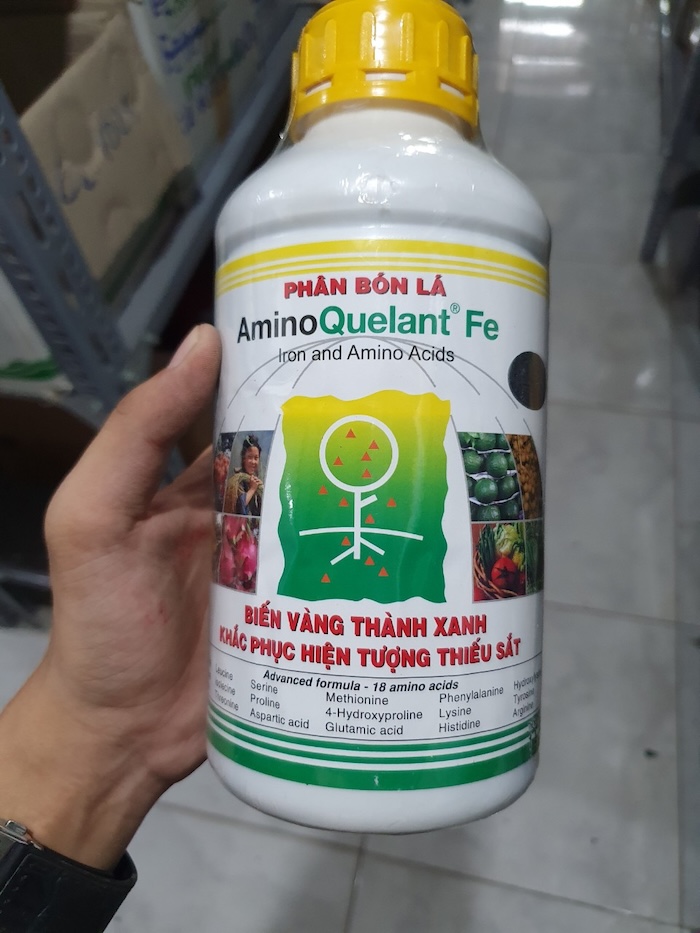 PHÂN BÓN LÁ
AminoQuelant® Fe
Iron and Amino Acids
BIẾN VÀNG THÀNH XANH
KHẮC PHỤC HIỆN TƯỢNG THIẾU SẮT
Advanced formula - 18 amino acids
Leucine Serine Methionine Phenylalanine
Proline 4-Hydroxyproline Lysine
Aspartic acid Glutamic acid Histidine